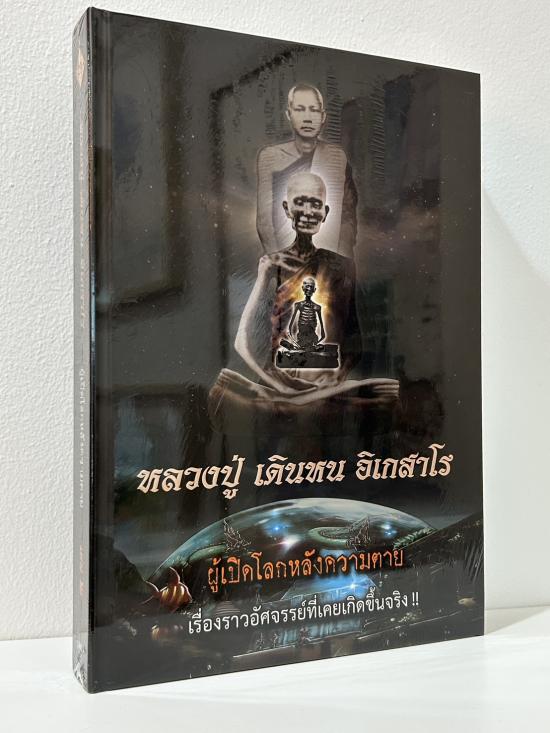 หลวงปู่ เดินหน อิเกสาโร
ผู้เปิดโลกหลังความตาย
เรื่องราวอัศจรรย์ที่เคยเกิดขึ้นจริง !!